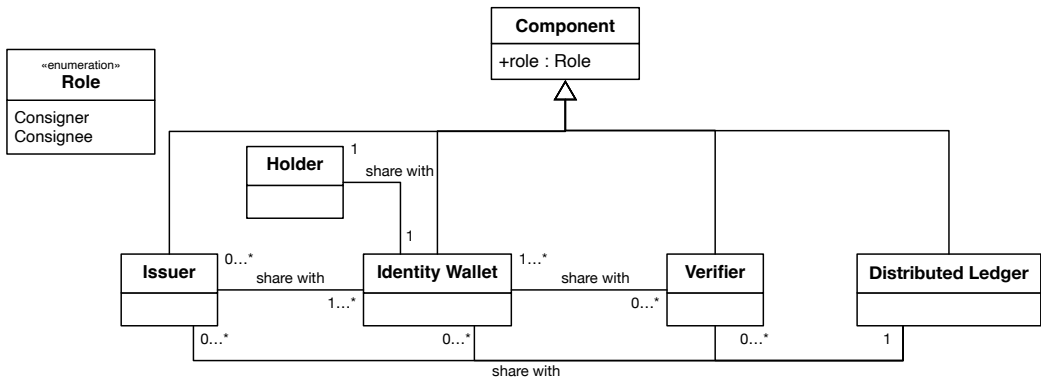 Component
+role : Role
«enumeration»
Role
Consigner
Consignee
Holder
1
share with
1
Issuer
0...*
share with
1...*
Identity Wallet
1...*
share with
0...*
Verifier
Distributed Ledger
0...*
0...*
0...*
1
share with